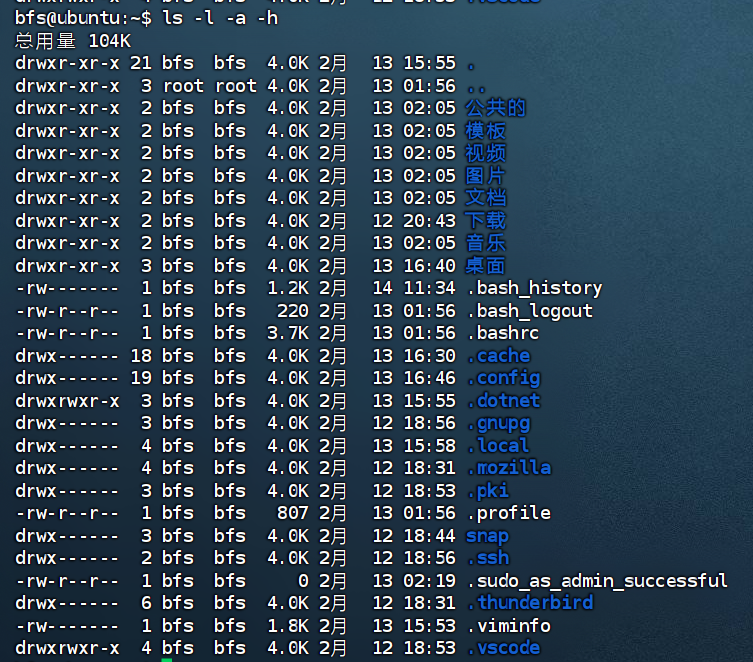 bfs@ubuntu:~$ ls -l -a -h
总用量 104K
drwxr-xr-x 21 bfs  bfs  4.0K 2月  13 15:55 .
drwxr-xr-x  3 root root 4.0K 2月  13 01:56 ..
drwxr-xr-x  2 bfs  bfs  4.0K 2月  13 02:05 公共的
drwxr-xr-x  2 bfs  bfs  4.0K 2月  13 02:05 模板
drwxr-xr-x  2 bfs  bfs  4.0K 2月  13 02:05 视频
drwxr-xr-x  2 bfs  bfs  4.0K 2月  13 02:05 图片
drwxr-xr-x  2 bfs  bfs  4.0K 2月  13 02:05 文档
drwxr-xr-x  2 bfs  bfs  4.0K 2月  12 20:43 下载
drwxr-xr-x  2 bfs  bfs  4.0K 2月  13 02:05 音乐
drwxr-xr-x  3 bfs  bfs  4.0K 2月  13 16:40 桌面
-rw-------  1 bfs  bfs  1.2K 2月  14 11:34 .bash_history
-rw-r--r--  1 bfs  bfs   220 2月  13 01:56 .bash_logout
-rw-r--r--  1 bfs  bfs  3.7K 2月  13 01:56 .bashrc
drwx------ 18 bfs  bfs  4.0K 2月  13 16:30 .cache
drwx------ 19 bfs  bfs  4.0K 2月  13 16:46 .config
drwxrwxr-x  3 bfs  bfs  4.0K 2月  13 15:55 .dotnet
drwx------  3 bfs  bfs  4.0K 2月  12 18:56 .gnupg
drwx------  4 bfs  bfs  4.0K 2月  13 15:58 .local
drwx------  4 bfs  bfs  4.0K 2月  12 18:31 .mozilla
drwx------  3 bfs  bfs  4.0K 2月  12 18:53 .pki
-rw-r--r--  1 bfs  bfs   807 2月  13 01:56 .profile
drwx------  3 bfs  bfs  4.0K 2月  12 18:44 snap
drwx------  2 bfs  bfs  4.0K 2月  12 18:56 .ssh
-rw-r--r--  1 bfs  bfs     0 2月  13 02:19 .sudo_as_admin_successful
drwx------  6 bfs  bfs  4.0K 2月  12 18:31 .thunderbird
-rw-------  1 bfs  bfs  1.8K 2月  13 15:53 .viminfo
drwxrwxr-x  4 bfs  bfs  4.0K 2月  12 18:53 .vscode